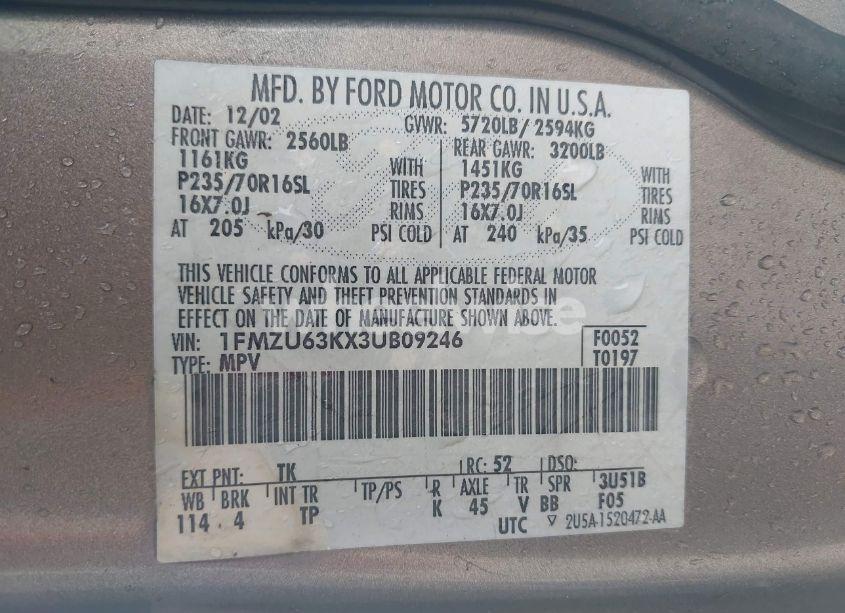 MFD. BY FORD MOTOR CO. IN U.S.A.
DATE: 12/02 GVWR: 5720LB/ 2594KG
FRONT GAWR: 2560LB REAR GAWR: 3200LB
1161KG WITH 1451KG WITH
P235/70R16SL TIRES P235/70R16SL TIRES
16X7.0J RIMS 16X7.0J RIMS
AT 205 kPa/30 PSI COLD AT 240 kPa/35 PSI COLD
THIS VEHICLE CONFORMS TO ALL APPLICABLE FEDERAL MOTOR
VEHICLE SAFETY AND THEFT PREVENTION STANDARDS IN
EFFECT ON THE DATE OF MANUFACTURE SHOWN ABOVE.
VIN: 1FMZU63KX3UB09246 F0052
TYPE: MPV T0197
EXT PNT: TK RC: 52 DSO:
WB BRK INT TR TP/PS R AXLE TR SPR 3U51B
114 4 TP K 45 V BB F05
UTC ▽ 2U5A-1520472-AA